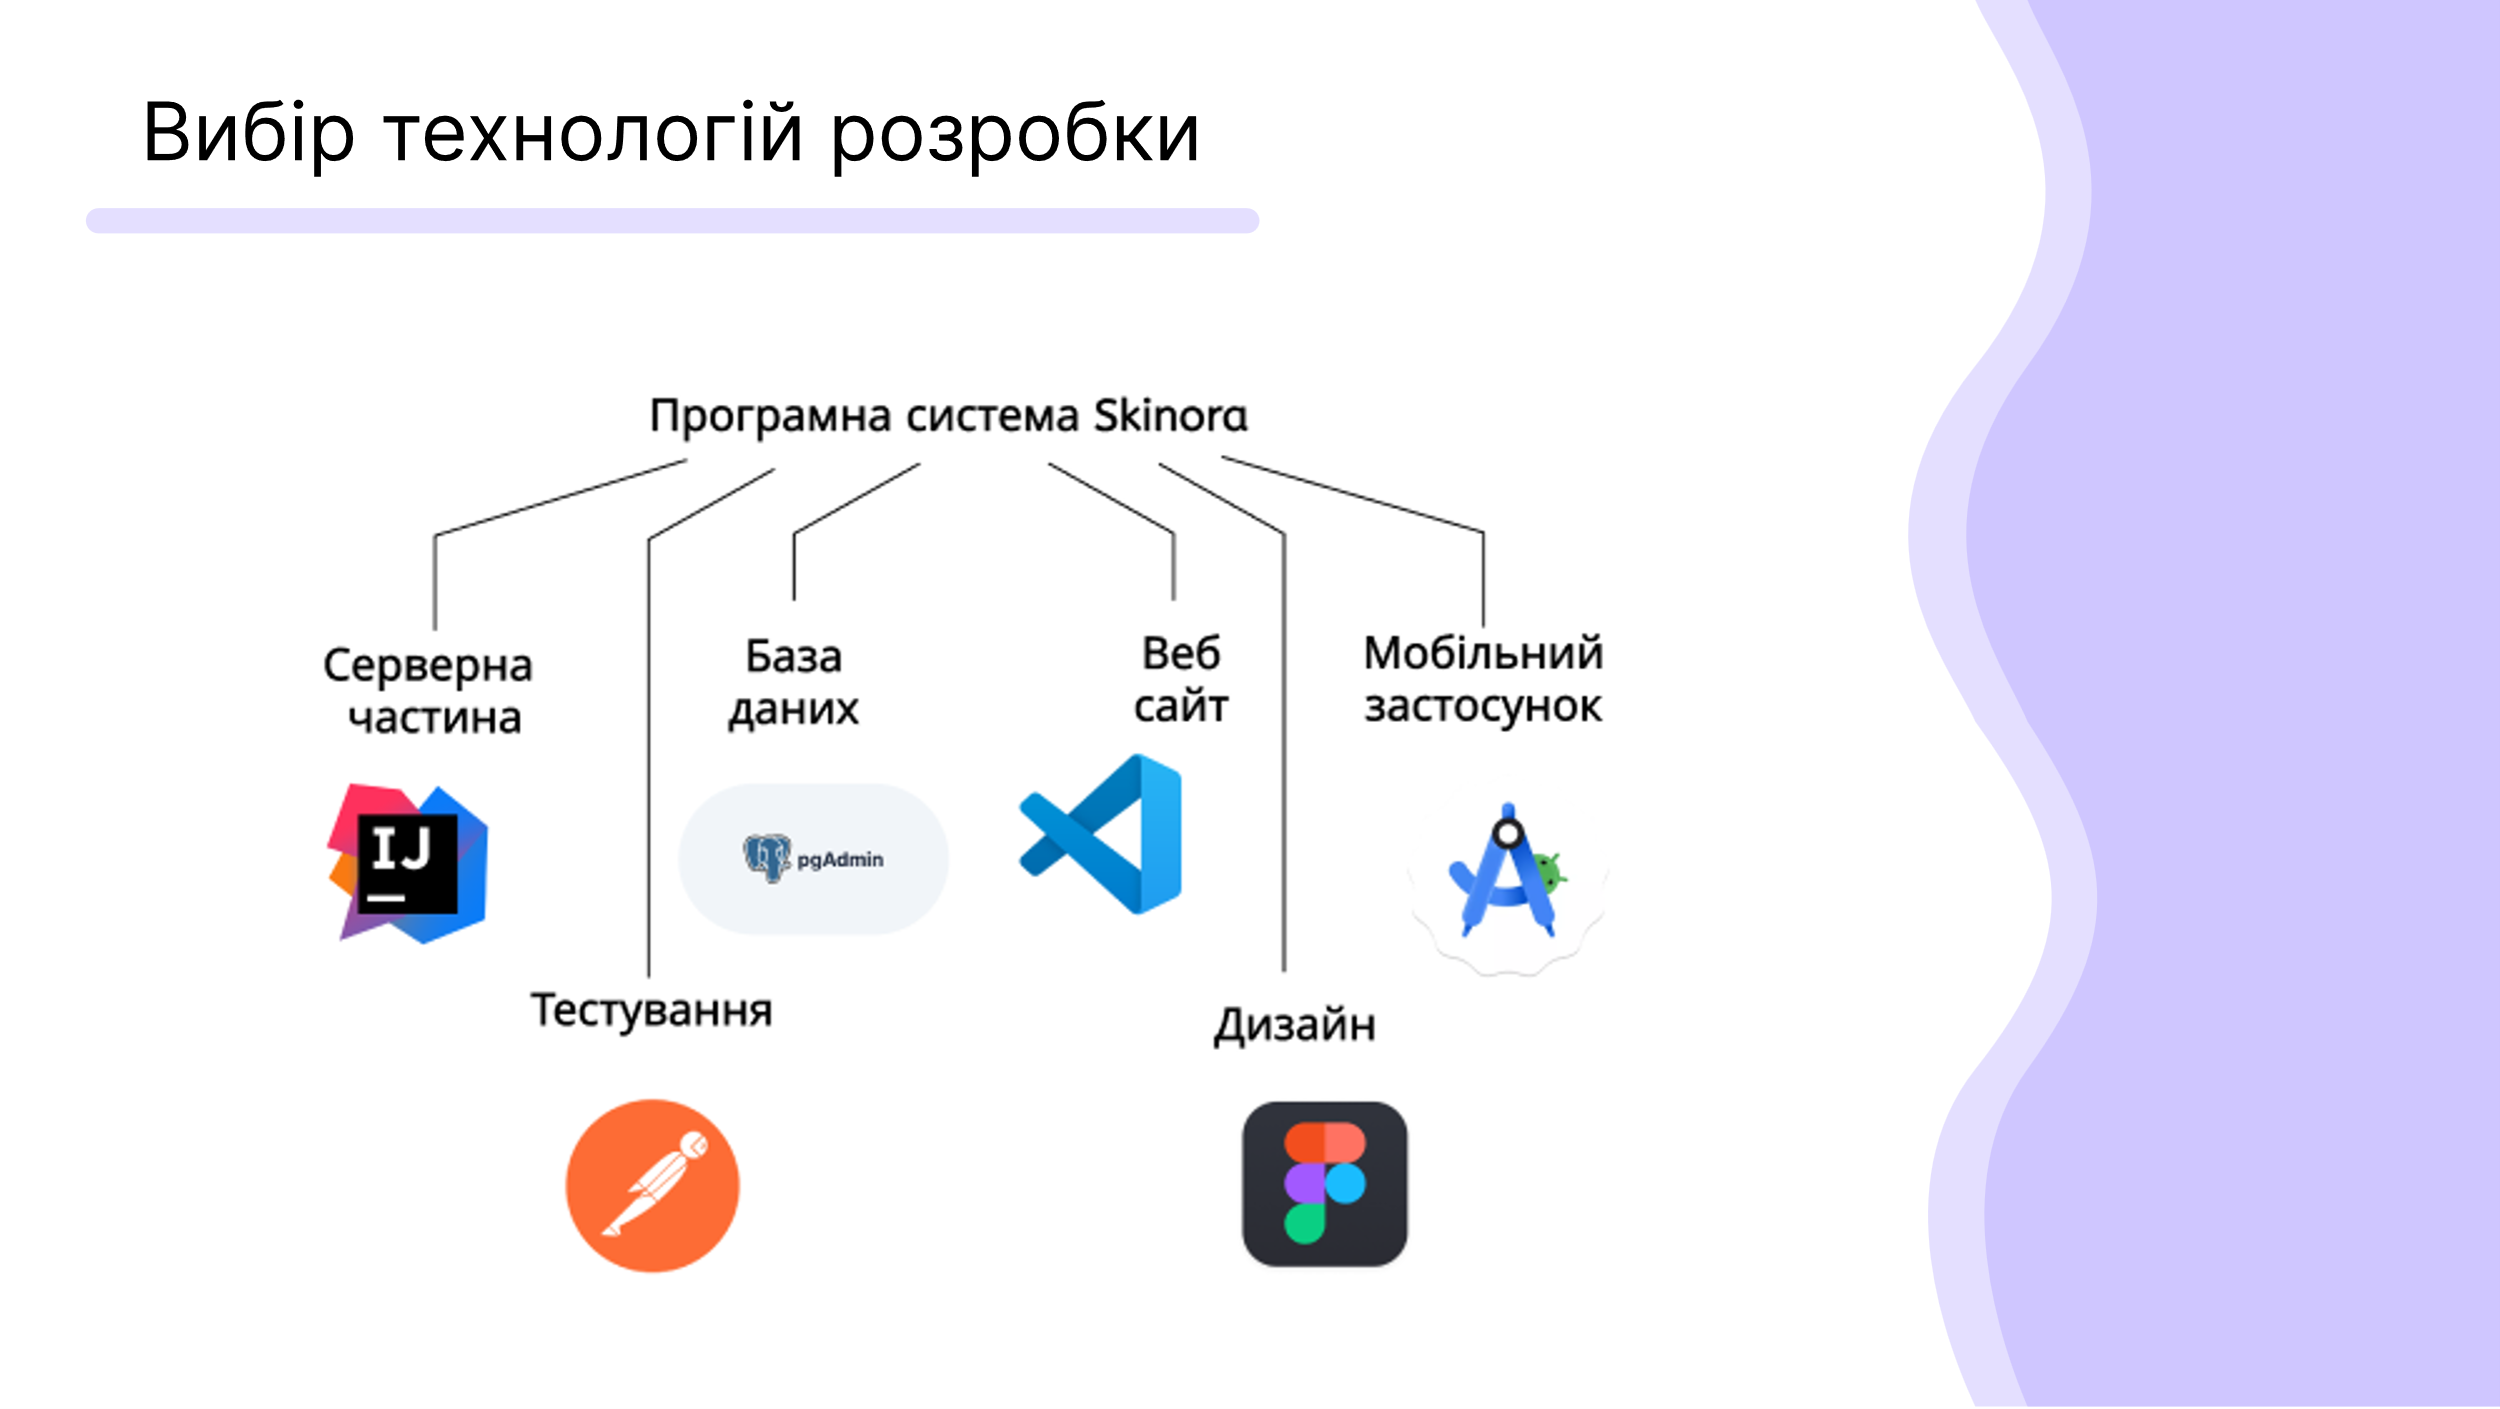 Вибір технологій розробки
Програмна система Skinora
Серверна
частина
База
даних
Веб
сайт
Мобільний
застосунок
IJ
pgAdmin
Тестування
Дизайн